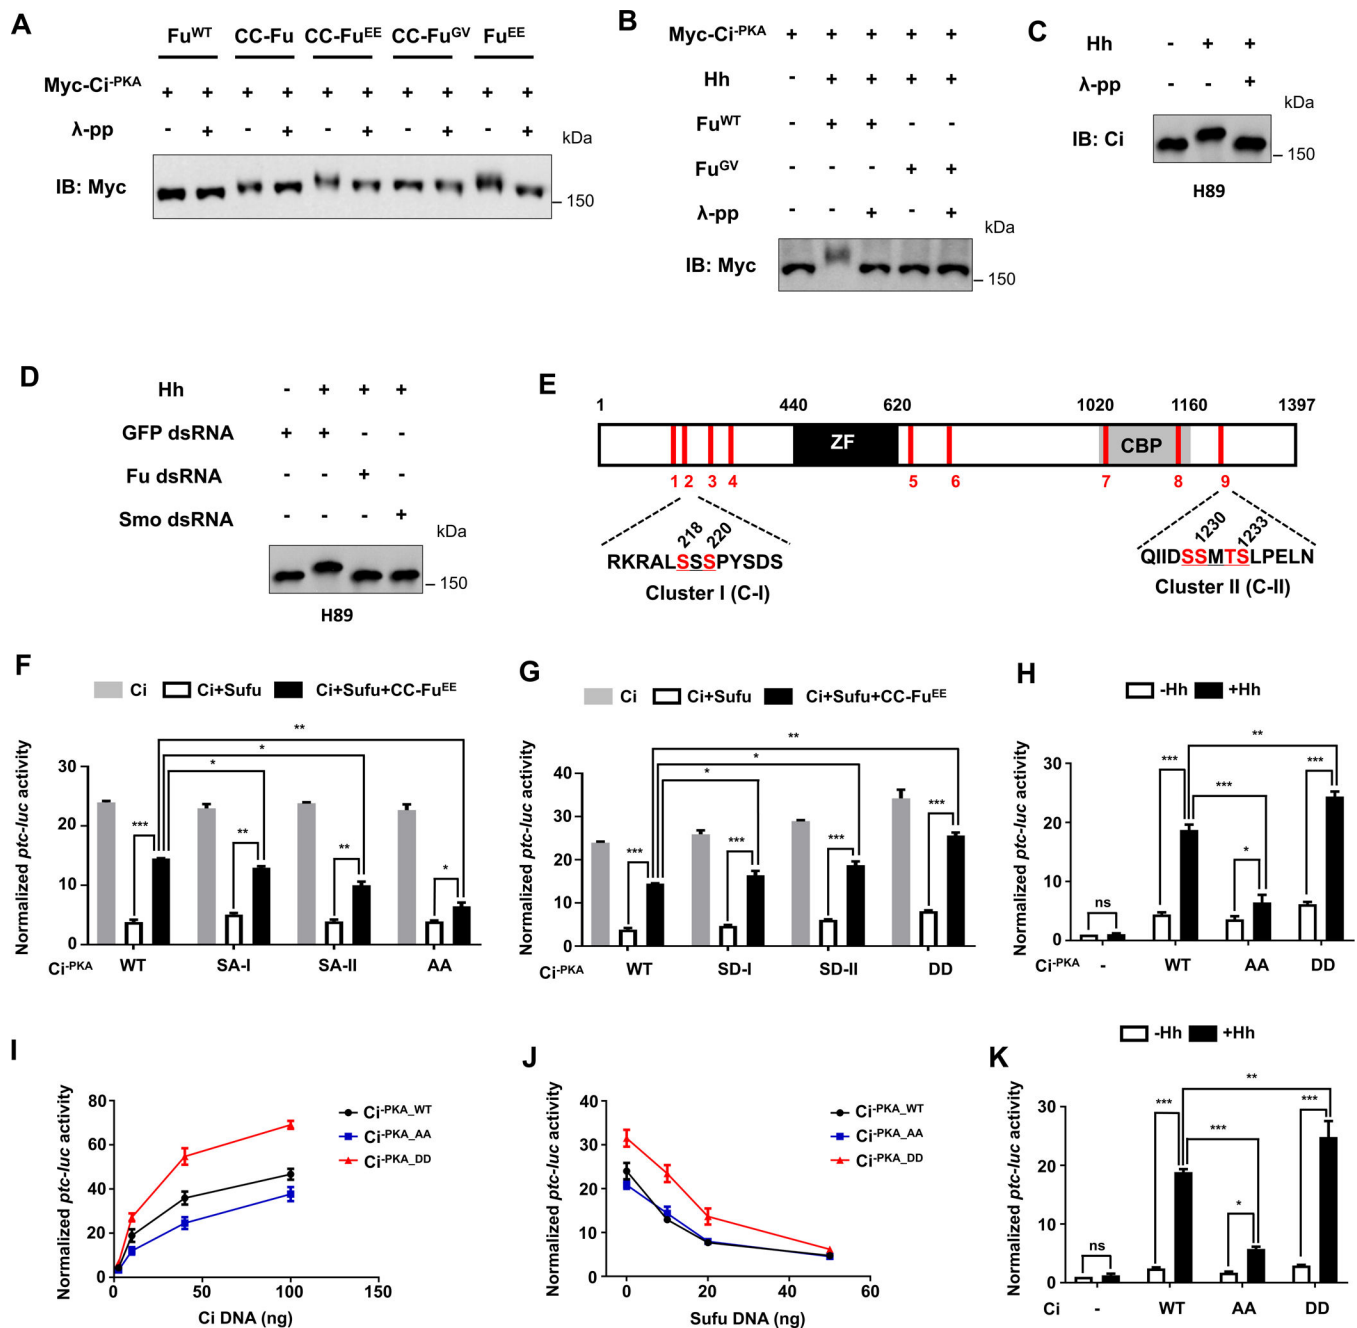 A
Fu^WT CC-Fu CC-Fu^EE CC-Fu^GV Fu^EE
Myc-Ci^-PKA + + + + + + + + + +
λ-pp - + - + - + - + - +
kDa
IB: Myc
150
B
Myc-Ci^-PKA + + + + +
Hh - + + + +
Fu^WT - + + - -
Fu^GV - - - + +
λ-pp - - + - +
kDa
IB: Myc
150
C
Hh - + +
λ-pp - - +
kDa
IB: Ci
150
H89
D
Hh - + + +
GFP dsRNA + + - -
Fu dsRNA - - + -
Smo dsRNA - - - +
kDa
150
H89
E
1 440 620 1020 1160 1397
ZF CBP
1 2 3 4 5 6 7 8 9
218 220
RKRALSSSPYSDS
Cluster I (C-I)
1230 1233
QIIDSSMTSLPELN
Cluster II (C-II)
F
Ci Ci+Sufu Ci+Sufu+CC-Fu^EE
Normalized ptc-luc activity
30
20
10
0
**
*
*
*** ** ** *
Ci^-PKA WT SA-I SA-II AA
G
Ci Ci+Sufu Ci+Sufu+CC-Fu^EE
Normalized ptc-luc activity
40
30
20
10
0
**
*
*
*** *** *** ***
Ci^-PKA WT SD-I SD-II DD
H
-Hh +Hh
Normalized ptc-luc activity
30
20
10
0
**
***
ns *** * ***
Ci^-PKA - WT AA DD
I
Normalized ptc-luc activity
80
60
40
20
0
0 50 100 150
Ci DNA (ng)
Ci^-PKA_WT
Ci^-PKA_AA
Ci^-PKA_DD
J
Normalized ptc-luc activity
40
30
20
10
0
0 20 40 60
Sufu DNA (ng)
Ci^-PKA_WT
Ci^-PKA_AA
Ci^-PKA_DD
K
-Hh +Hh
Normalized ptc-luc activity
30
20
10
0
**
***
ns *** * ***
Ci - WT AA DD